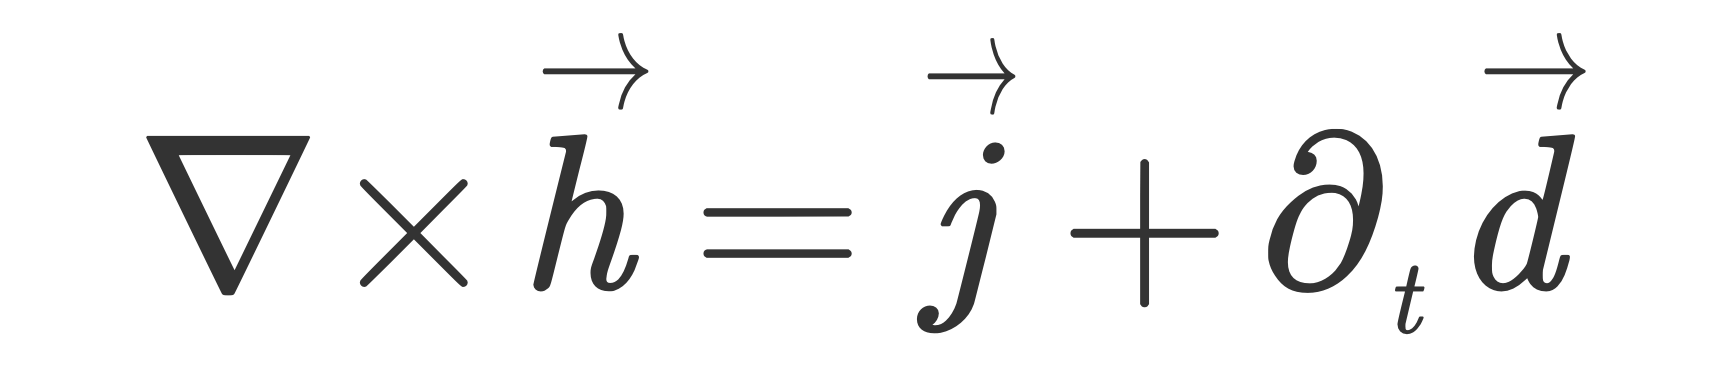 ∇ × h⃗ = j⃗ + ∂ₜ d⃗